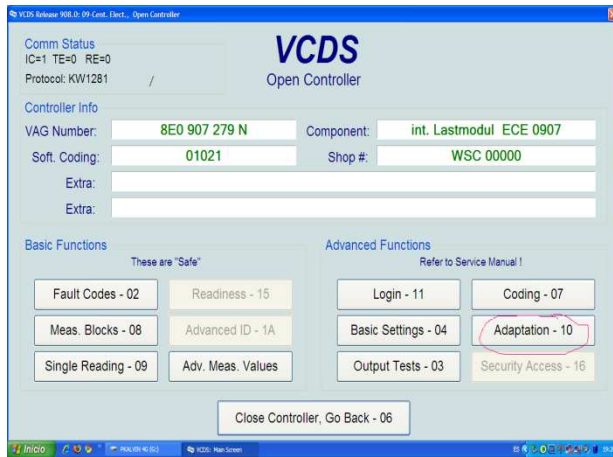 VCDS Release 908.0: 09-Cent. Elect., Open Controller
Comm Status
IC=1 TE=0 RE=0
Protocol: KW1281 /
VCDS
Open Controller
Controller Info
VAG Number: 8E0 907 279 N Component: int. Lastmodul ECE 0907
Soft. Coding: 01021 Shop #: WSC 00000
Extra:
Extra:
Basic Functions
These are "Safe"
Fault Codes - 02 Readiness - 15
Meas. Blocks - 08 Advanced ID - 1A
Single Reading - 09 Adv. Meas. Values
Advanced Functions
Refer to Service Manual !
Login - 11 Coding - 07
Basic Settings - 04 Adaptation - 10
Output Tests - 03 Security Access - 16
Close Controller, Go Back - 06
Inicio VCDS: Main Screen ES